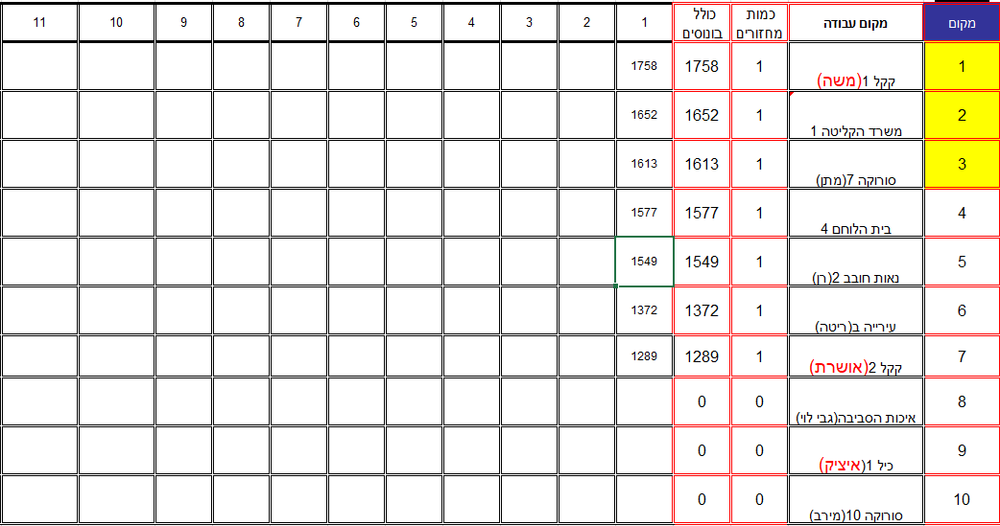 מקום מקום עבודה כמות מחזורים כולל בונוסים 1 2 3 4 5 6 7 8 9 10 11
1 קקל 1(משה) 1 1758 1758
2 משרד הקליטה 1 1 1652 1652
3 סורוקה 7(מתן) 1 1613 1613
4 בית הלוחם 4 1 1577 1577
5 נאות חובב 2(רן) 1 1549 1549
6 עירייה ב(ריטה) 1 1372 1372
7 קקל 2(אושרת) 1 1289 1289
8 איכות הסביבה(גבי לוי) 0 0
9 כיל 1(איציק) 0 0
10 סורוקה 10(מירב) 0 0